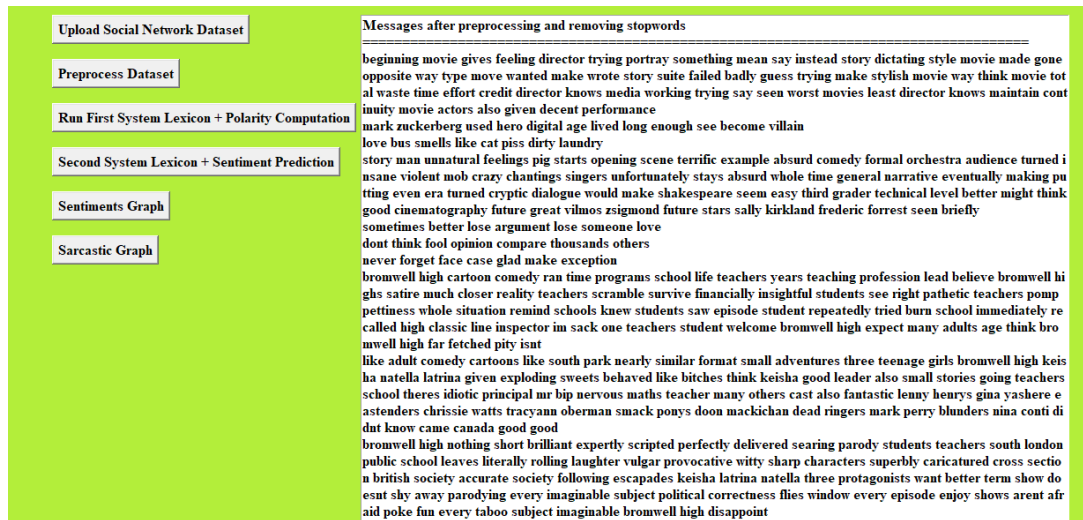 Upload Social Network Dataset
Preprocess Dataset
Run First System Lexicon + Polarity Computation
Second System Lexicon + Sentiment Prediction
Sentiments Graph
Sarcastic Graph
Messages after preprocessing and removing stopwords
================================================================================
beginning movie gives feeling director trying portray something mean say instead story dictating style movie made gone
opposite way type move wanted make wrote story suite failed badly guess trying make stylish movie way think movie tot
al waste time effort credit director knows media working trying say seen worst movies least director knows maintain cont
inuity movie actors also given decent performance
mark zuckerberg used hero digital age lived long enough see become villain
love bus smells like cat piss dirty laundry
story man unnatural feelings pig starts opening scene terrific example absurd comedy formal orchestra audience turned i
nsane violent mob crazy chantings singers unfortunately stays absurd whole time general narrative eventually making pu
tting even era turned cryptic dialogue would make shakespeare seem easy third grader technical level better might think
good cinematography future great vilmos zsigmond future stars sally kirkland frederic forrest seen briefly
sometimes better lose argument lose someone love
dont think fool opinion compare thousands others
never forget face case glad make exception
bromwell high cartoon comedy ran time programs school life teachers years teaching profession lead believe bromwell hi
ghs satire much closer reality teachers scramble survive financially insightful students see right pathetic teachers pomp
pettiness whole situation remind schools knew students saw episode student repeatedly tried burn school immediately re
called high classic line inspector im sack one teachers student welcome bromwell high expect many adults age think bro
mwell high far fetched pity isnt
like adult comedy cartoons like south park nearly similar format small adventures three teenage girls bromwell high keis
ha natella latrina given exploding sweets behaved like bitches think keisha good leader also small stories going teachers
school theres idiotic principal mr bip nervous maths teacher many others cast also fantastic lenny henrys gina yashere e
astenders chrissie watts tracyann oberman smack ponys doon mackichan dead ringers mark perry blunders nina conti di
dnt know came canada good good
bromwell high nothing short brilliant expertly scripted perfectly delivered searing parody students teachers south london
public school leaves literally rolling laughter vulgar provocative witty sharp characters superbly caricatured cross sectio
n british society accurate society following escapades keisha latrina natella three protagonists want better term show do
esnt shy away parodying every imaginable subject political correctness flies window every episode enjoy shows arent afr
aid poke fun every taboo subject imaginable bromwell high disappoint